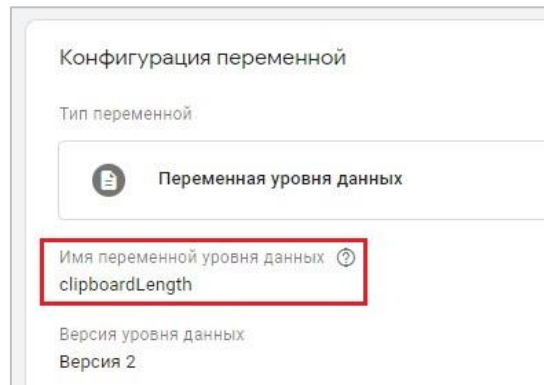 Конфигурация переменной
Тип переменной
Переменная уровня данных
Имя переменной уровня данных ?
clipboardLength
Версия уровня данных
Версия 2